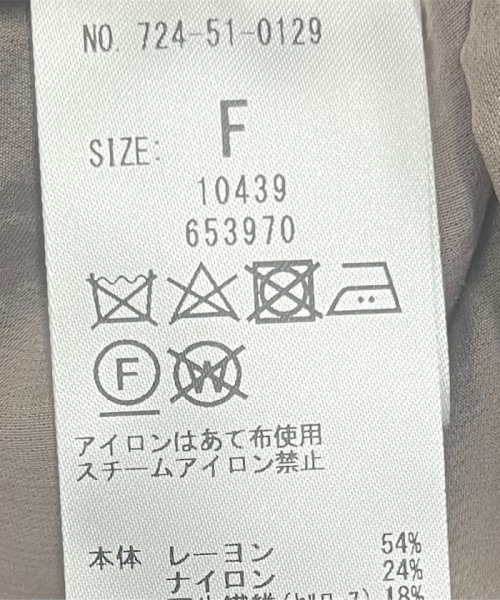 NO. 724-51-0129
SIZE: F
10439
653970
F W
アイロンはあて布使用
スチームアイロン禁止
本体 レーヨン 54%
ナイロン 24%
18%